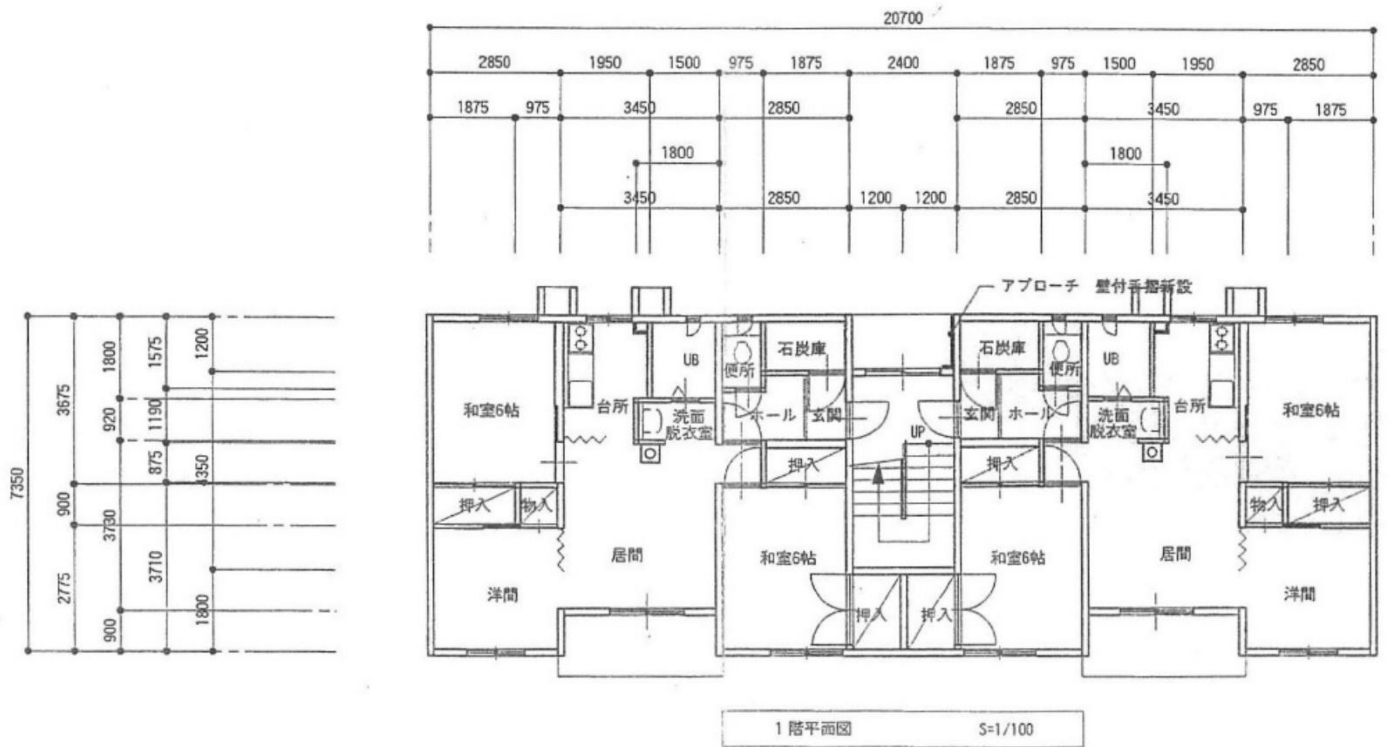 20700
2850 1950 1500 975 1875 2400 1875 975 1500 1950 2850
1875 975 3450 2850 2850 3450 975 1875
1800 1800
3450 2850 1200 1200 2850 3450
アプローチ 壁付手摺新設
7350
3675 900 2775
1800 920 3730 900
1575 1190 875 3710
1200 4350 1800
和室6帖 台所 UB 便所 石炭庫 石炭庫 便所 UB 台所 和室6帖
洗面 ホール 玄関 玄関 ホール 洗面
脱衣室 UP 脱衣室
押入 押入
押入 物入 物入 押入
居間 和室6帖 和室6帖 居間
洋間 押入 押入 洋間
1階平面図 S=1/100